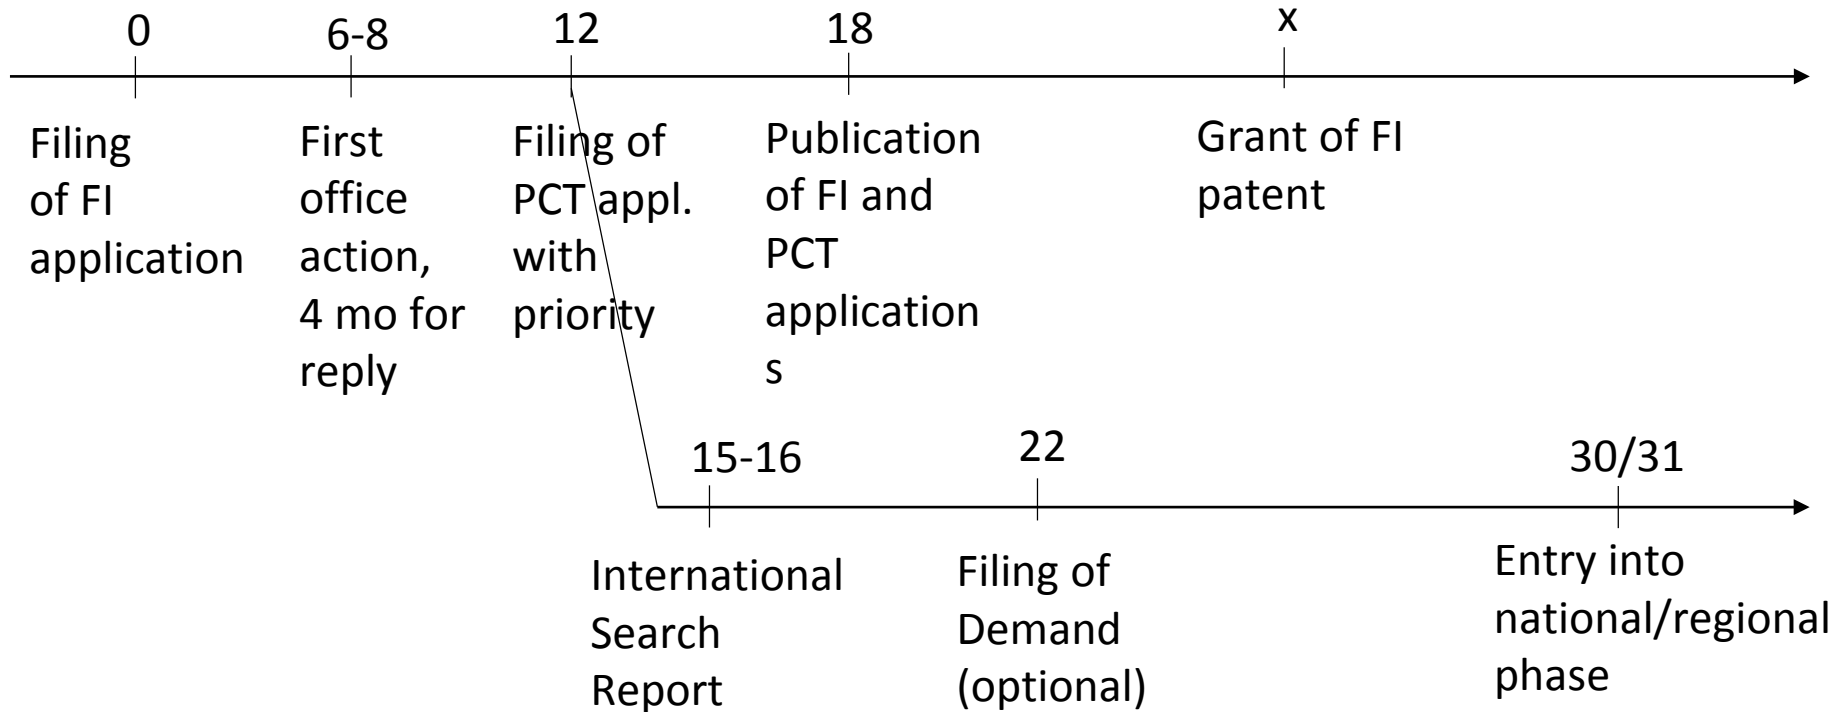 0
6-8
12
18
x
Filing
of FI
application
First
office
action,
4 mo for
reply
Filing of
PCT appl.
with
priority
Publication
of FI and
PCT
application
s
Grant of FI
patent
15-16
22
30/31
International
Search
Report
Filing of
Demand
(optional)
Entry into
national/regional
phase